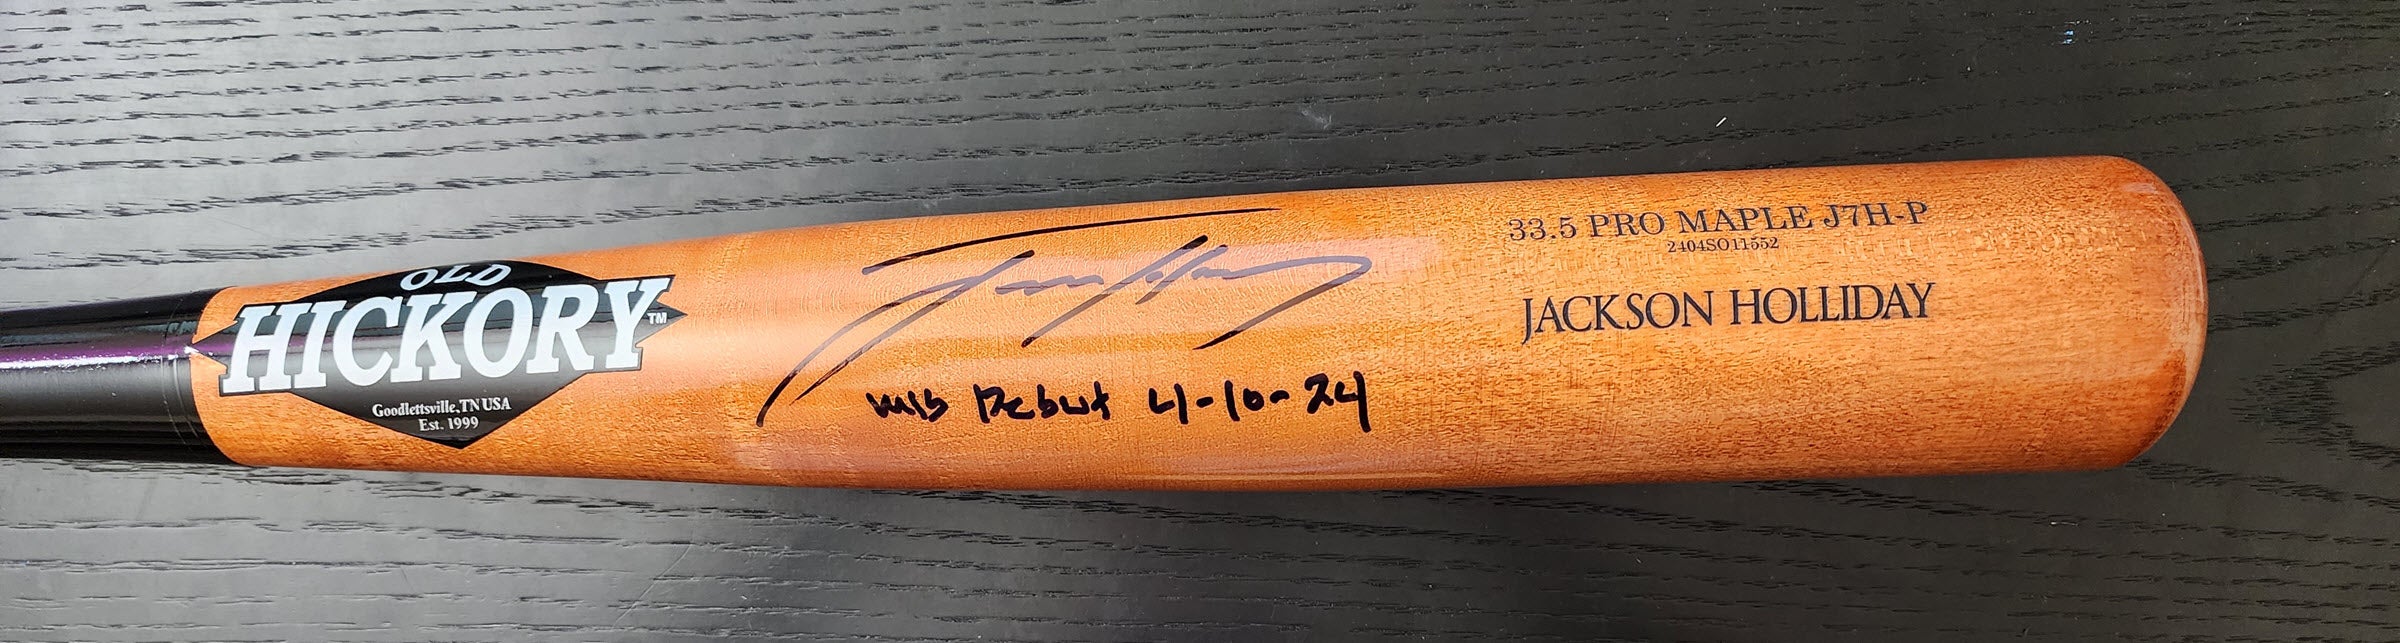 OLD
HICKORY™
Goodlettsville, TN USA
Est. 1999
Mlb Debut 4-10-24
33.5 PRO MAPLE J7H-P
2404SO11552
JACKSON HOLLIDAY